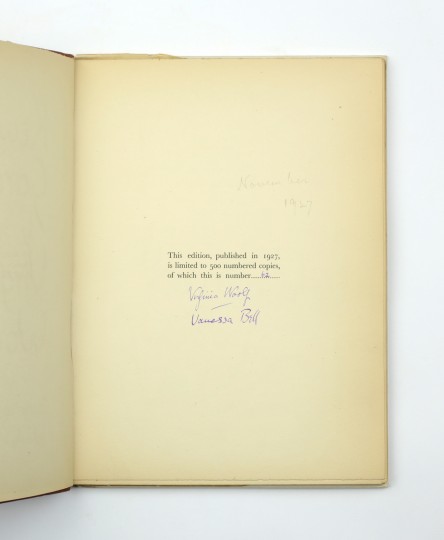 1927
This edition, published in 1927,
is limited to 500 numbered copies,
of which this is number 42
Virginia Woolf
Vanessa Bell